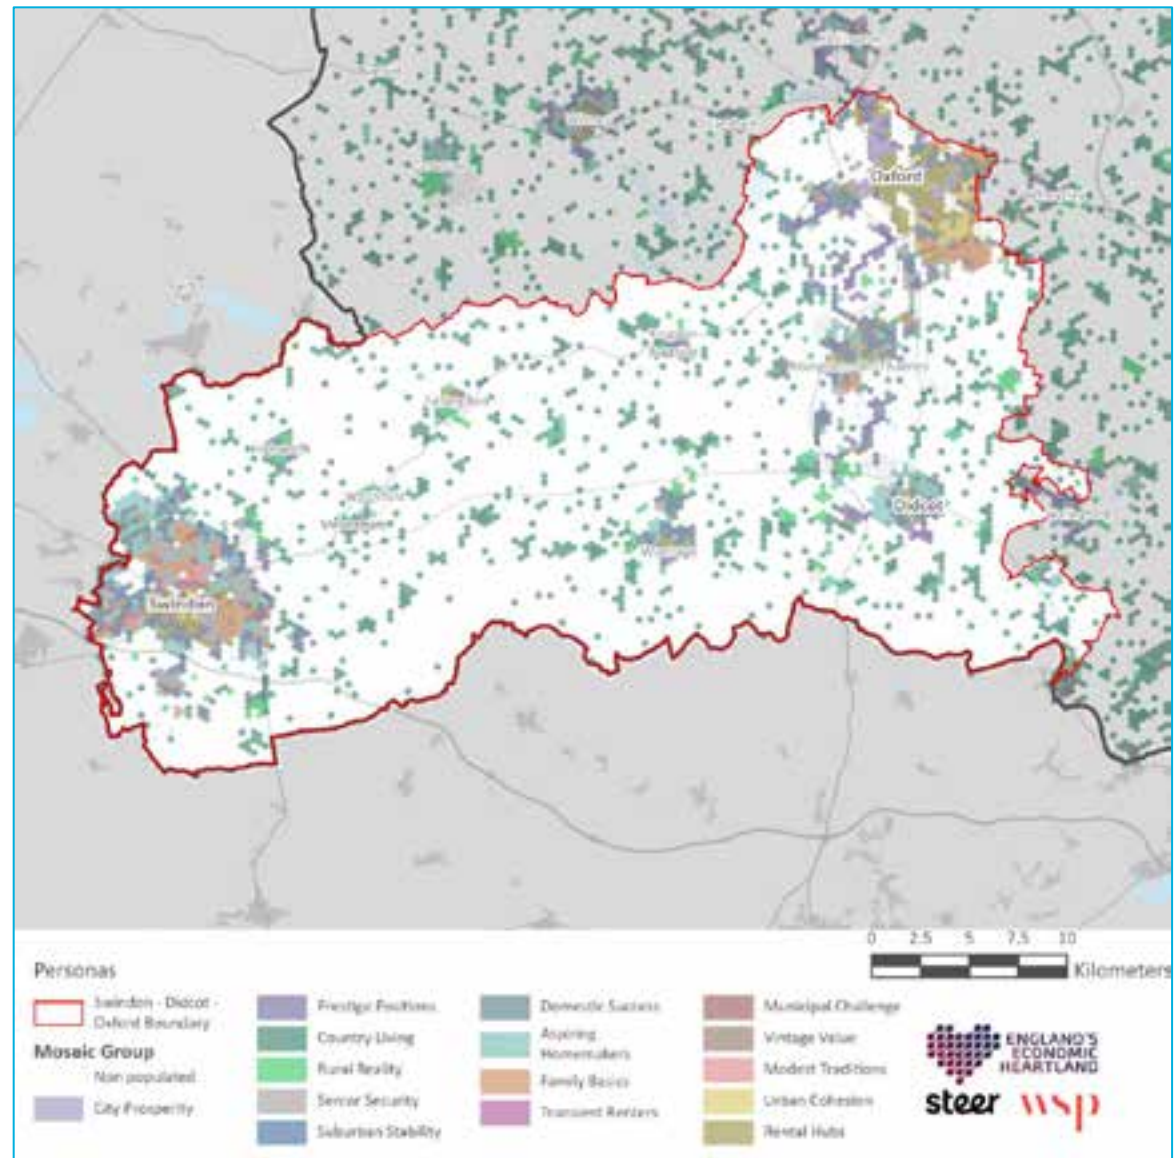 Oxford
Didcot
Swindon
0 2.5 5 7.5 10
Kilometers
Personas
Swindon - Didcot -
Oxford Boundary
Mosaic Group
Non populated
City Prosperity
Prestige Positions
Country Living
Rural Reality
Senior Security
Suburban Stability
Domestic Success
Aspiring
Homemakers
Family Basics
Transient Renters
Municipal Challenge
Vintage Value
Modest Traditions
Urban Cohesion
Rental Hubs
ENGLAND'S
ECONOMIC
HEARTLAND
steer wsp